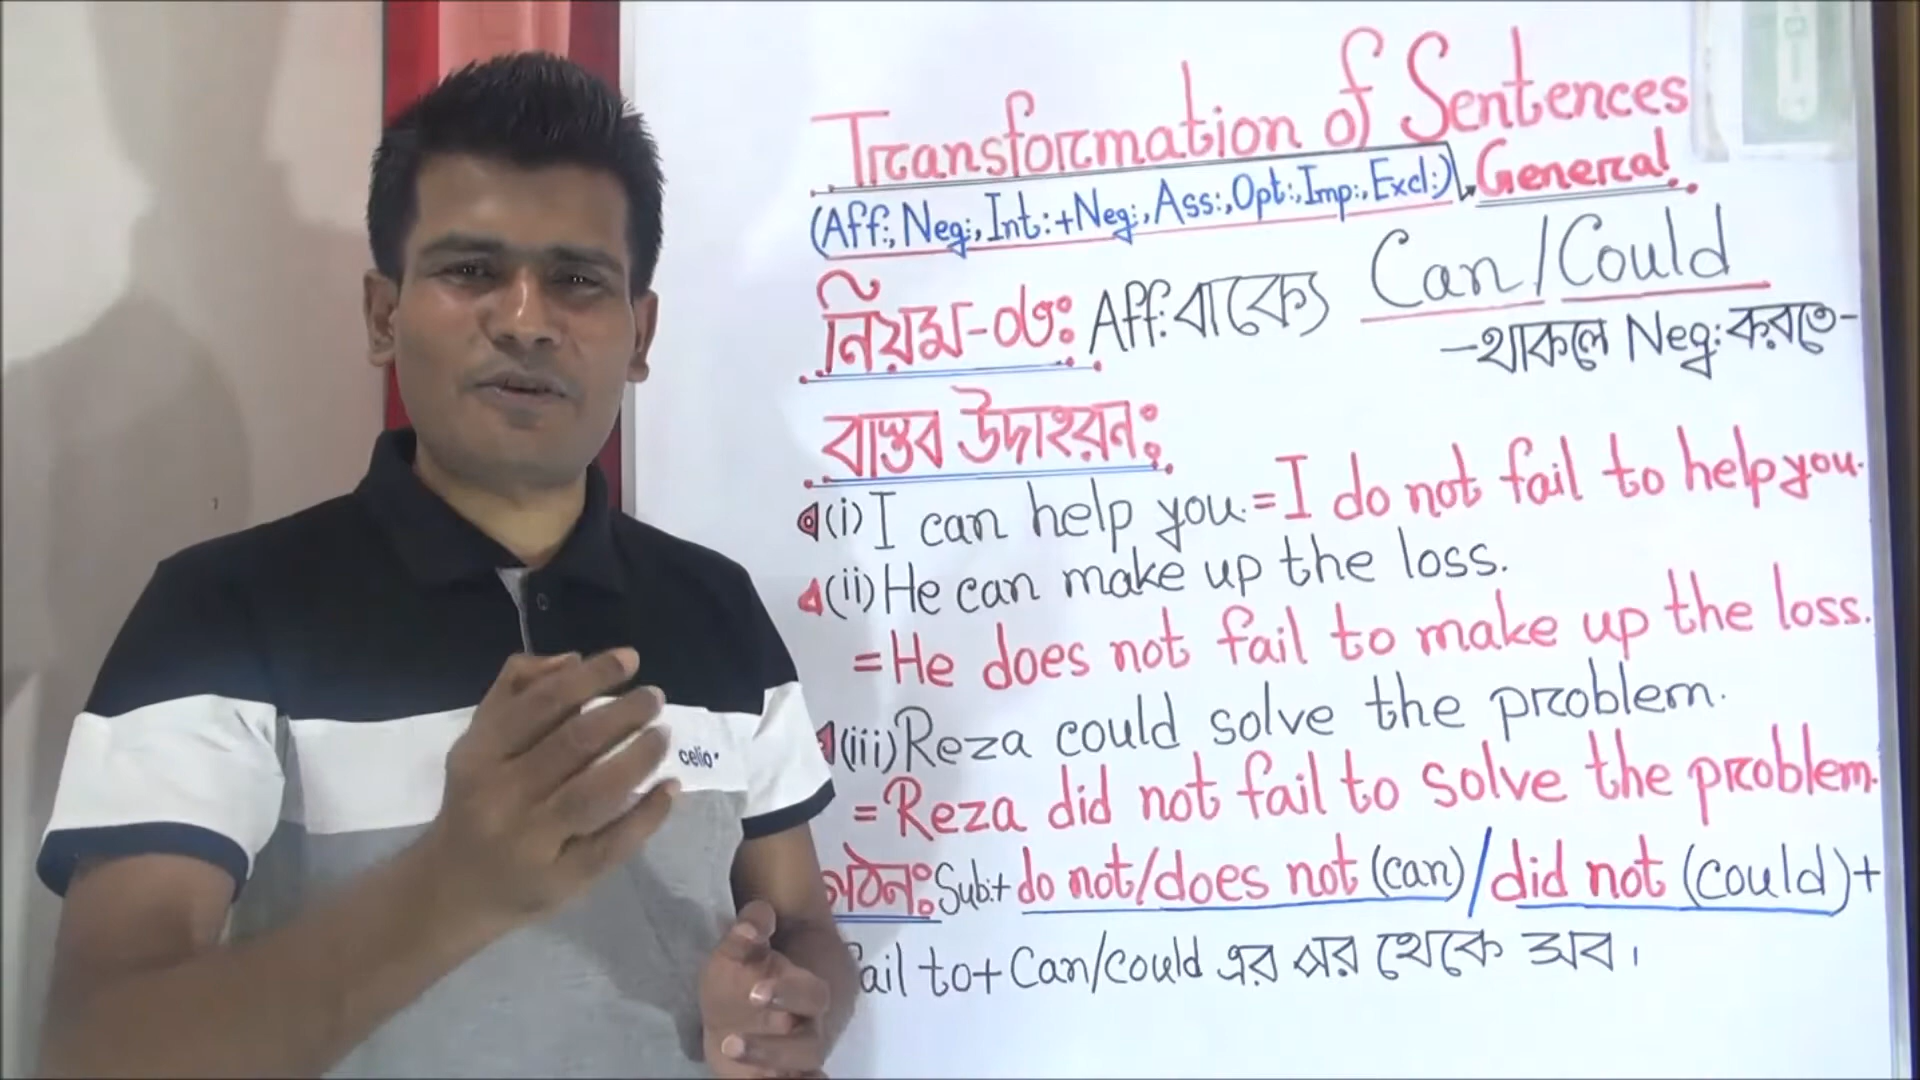 Transformation of Sentences
(Aff:, Neg:, Int:+Neg:, Ass:, Opt:, Imp:, Excl:) General
নিয়ম-০৬ঃ Aff: বাক্যে Can/Could
-থাকলে Neg: করতে-
বাস্তব উদাহরনঃ
(i) I can help you.=I do not fail to help you.
(ii) He can make up the loss.
=He does not fail to make up the loss.
(iii) Reza could solve the problem.
=Reza did not fail to solve the problem.
গঠনঃ Sub:+ do not/does not (can)/did not (could)+
ail to+ Can/could এর পর থেকে সব।
celio